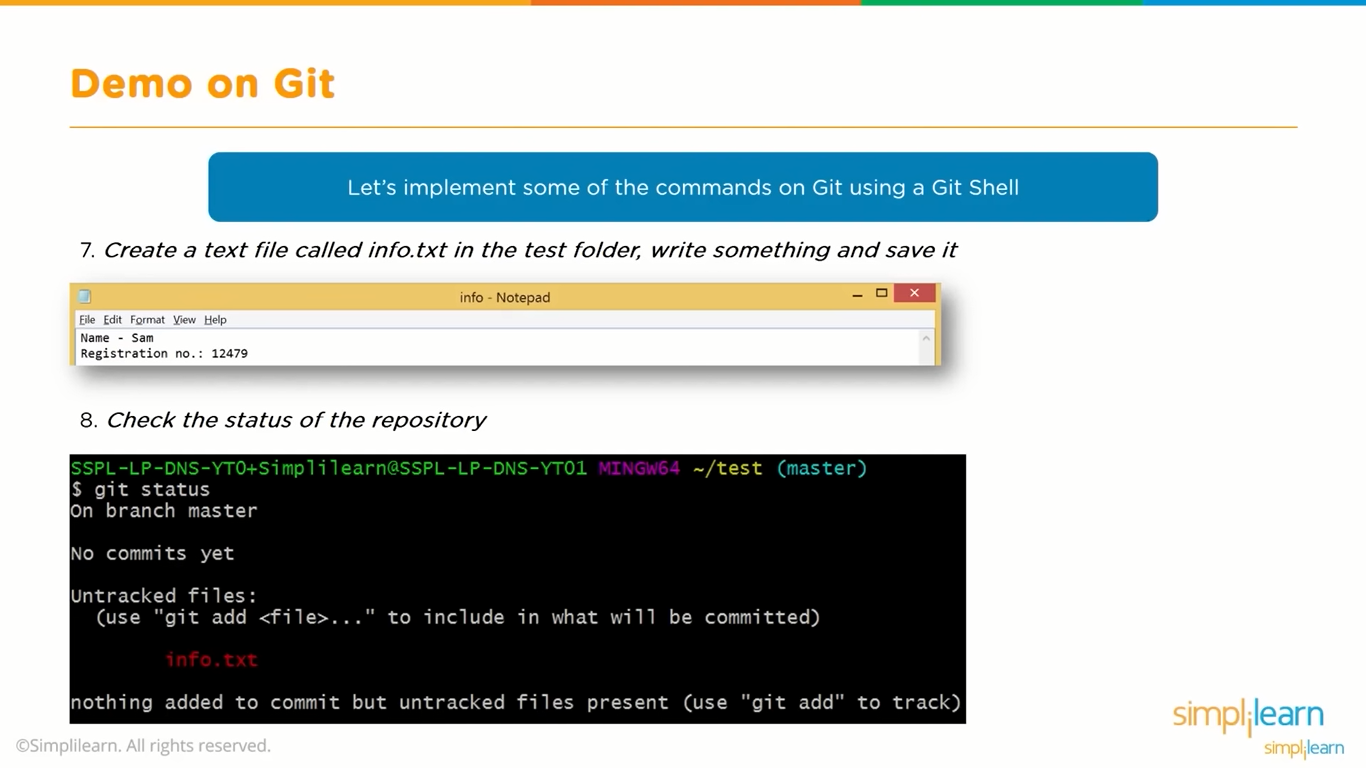 Demo on Git
Let’s implement some of the commands on Git using a Git Shell
7. Create a text file called info.txt in the test folder, write something and save it
info - Notepad
File Edit Format View Help
Name - Sam
Registration no.: 12479
8. Check the status of the repository
SSPL-LP-DNS-YT0+Simplilearn@SSPL-LP-DNS-YT01 MINGW64 ~/test (master)
$ git status
On branch master
No commits yet
Untracked files:
(use "git add <file>..." to include in what will be committed)
info.txt
nothing added to commit but untracked files present (use "git add" to track)
simplilearn
©Simplilearn. All rights reserved.
simplilearn